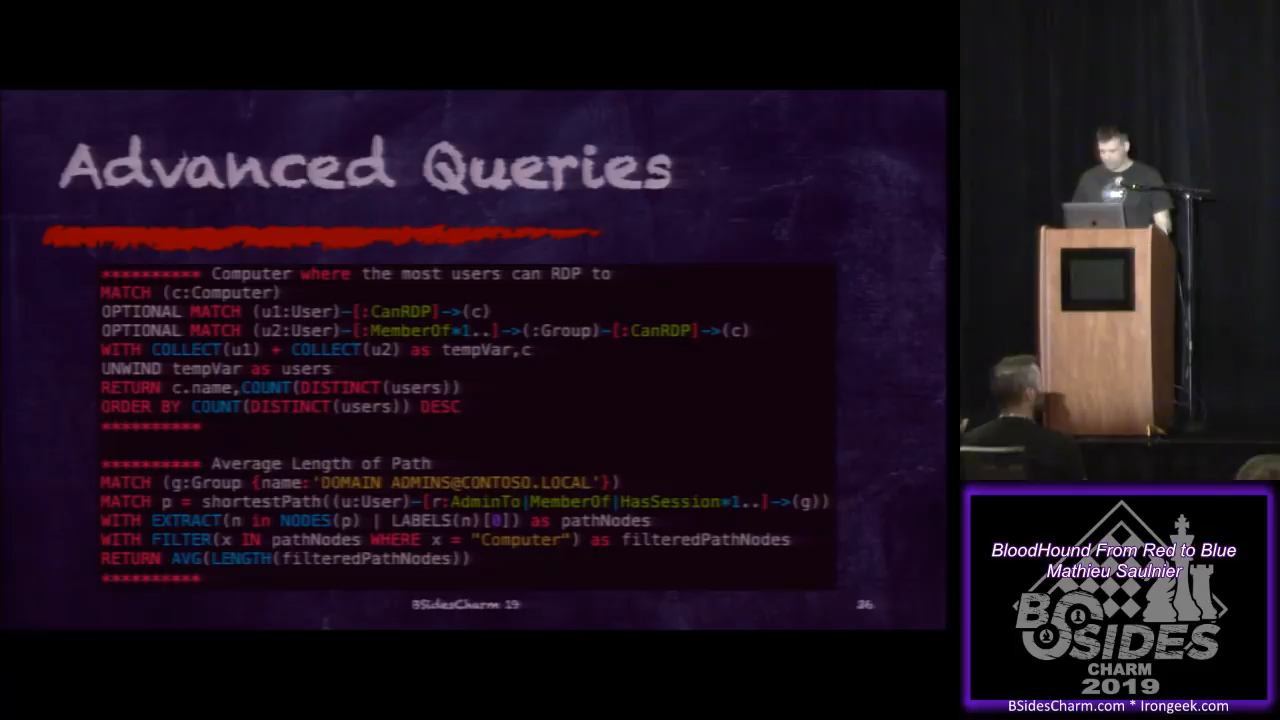 Advanced Queries
********** Computer where the most users can RDP to
MATCH (c:Computer)
OPTIONAL MATCH (u1:User)-[:CanRDP]->(c)
OPTIONAL MATCH (u2:User)-[:MemberOf*1..]->(:Group)-[:CanRDP]->(c)
WITH COLLECT(u1) + COLLECT(u2) as tempVar,c
UNWIND tempVar as users
RETURN c.name,COUNT(DISTINCT(users))
ORDER BY COUNT(DISTINCT(users)) DESC
**********
********** Average Length of Path
MATCH (g:Group {name:'DOMAIN ADMINS@CONTOSO.LOCAL'})
MATCH p = shortestPath((u:User)-[r:AdminTo|MemberOf|HasSession*1..]->(g))
WITH EXTRACT(n in NODES(p) | LABELS(n)[0]) as pathNodes
WITH FILTER(x IN pathNodes WHERE x = "Computer") as filteredPathNodes
RETURN AVG(LENGTH(filteredPathNodes))
**********
BSidesCharm 19
36
BloodHound From Red to Blue
Mathieu Saulnier
BSIDES
CHARM
2019
BSidesCharm.com * Irongeek.com